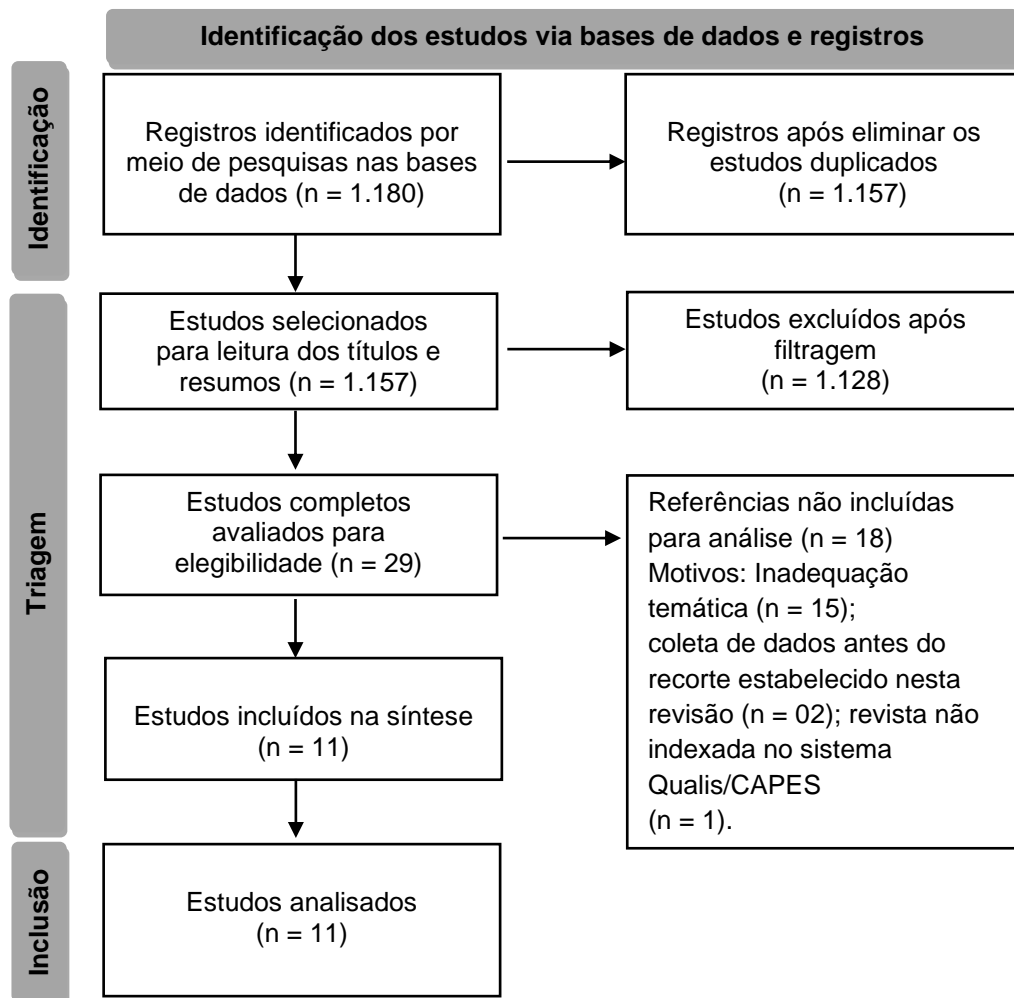 Identificação dos estudos via bases de dados e registros
Identificação
Registros identificados por
meio de pesquisas nas bases
de dados (n = 1.180)
Registros após eliminar os
estudos duplicados
(n = 1.157)
Triagem
Estudos selecionados
para leitura dos títulos e
resumos (n = 1.157)
Estudos excluídos após
filtragem
(n = 1.128)
Estudos completos
avaliados para
elegibilidade (n = 29)
Referências não incluídas
para análise (n = 18)
Motivos: Inadequação
temática (n = 15);
coleta de dados antes do
recorte estabelecido nesta
revisão (n = 02); revista não
indexada no sistema
Qualis/CAPES
(n = 1).
Estudos incluídos na síntese
(n = 11)
Inclusão
Estudos analisados
(n = 11)